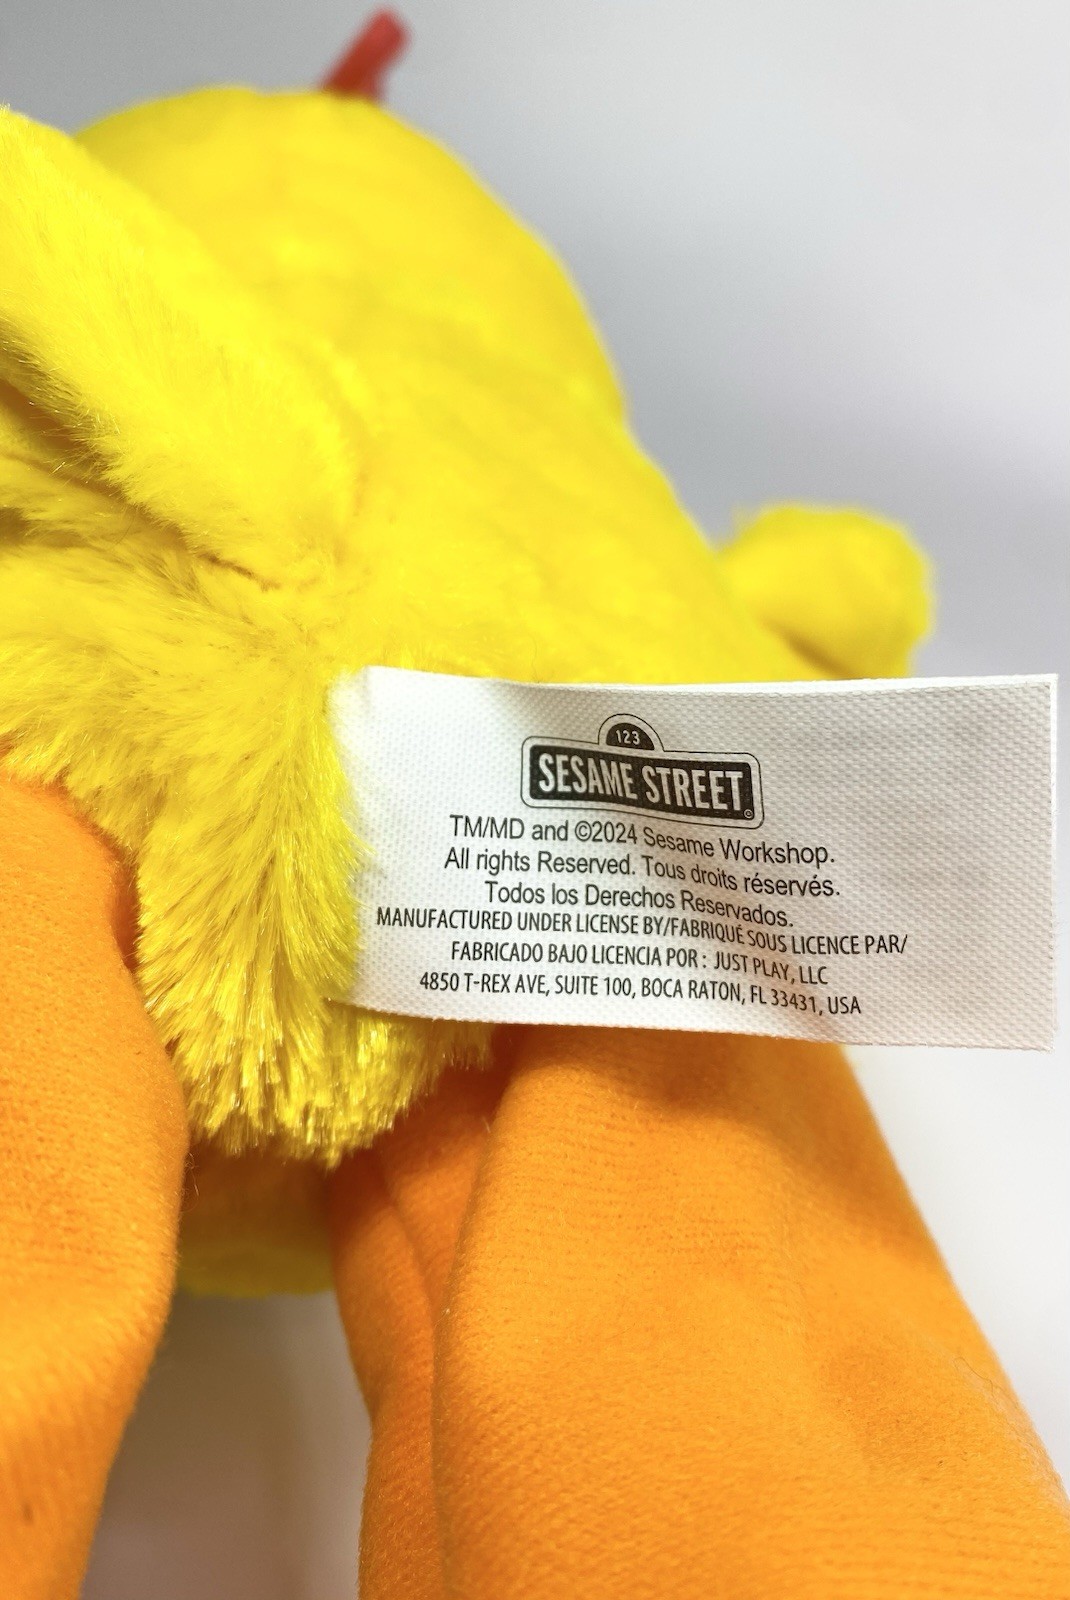 123
SESAME STREET
TM/MD and ©2024 Sesame Workshop.
All rights Reserved. Tous droits réservés.
Todos los Derechos Reservados.
MANUFACTURED UNDER LICENSE BY/FABRIQUÉ SOUS LICENCE PAR/
FABRICADO BAJO LICENCIA POR : JUST PLAY, LLC
4850 T-REX AVE, SUITE 100, BOCA RATON, FL 33431, USA